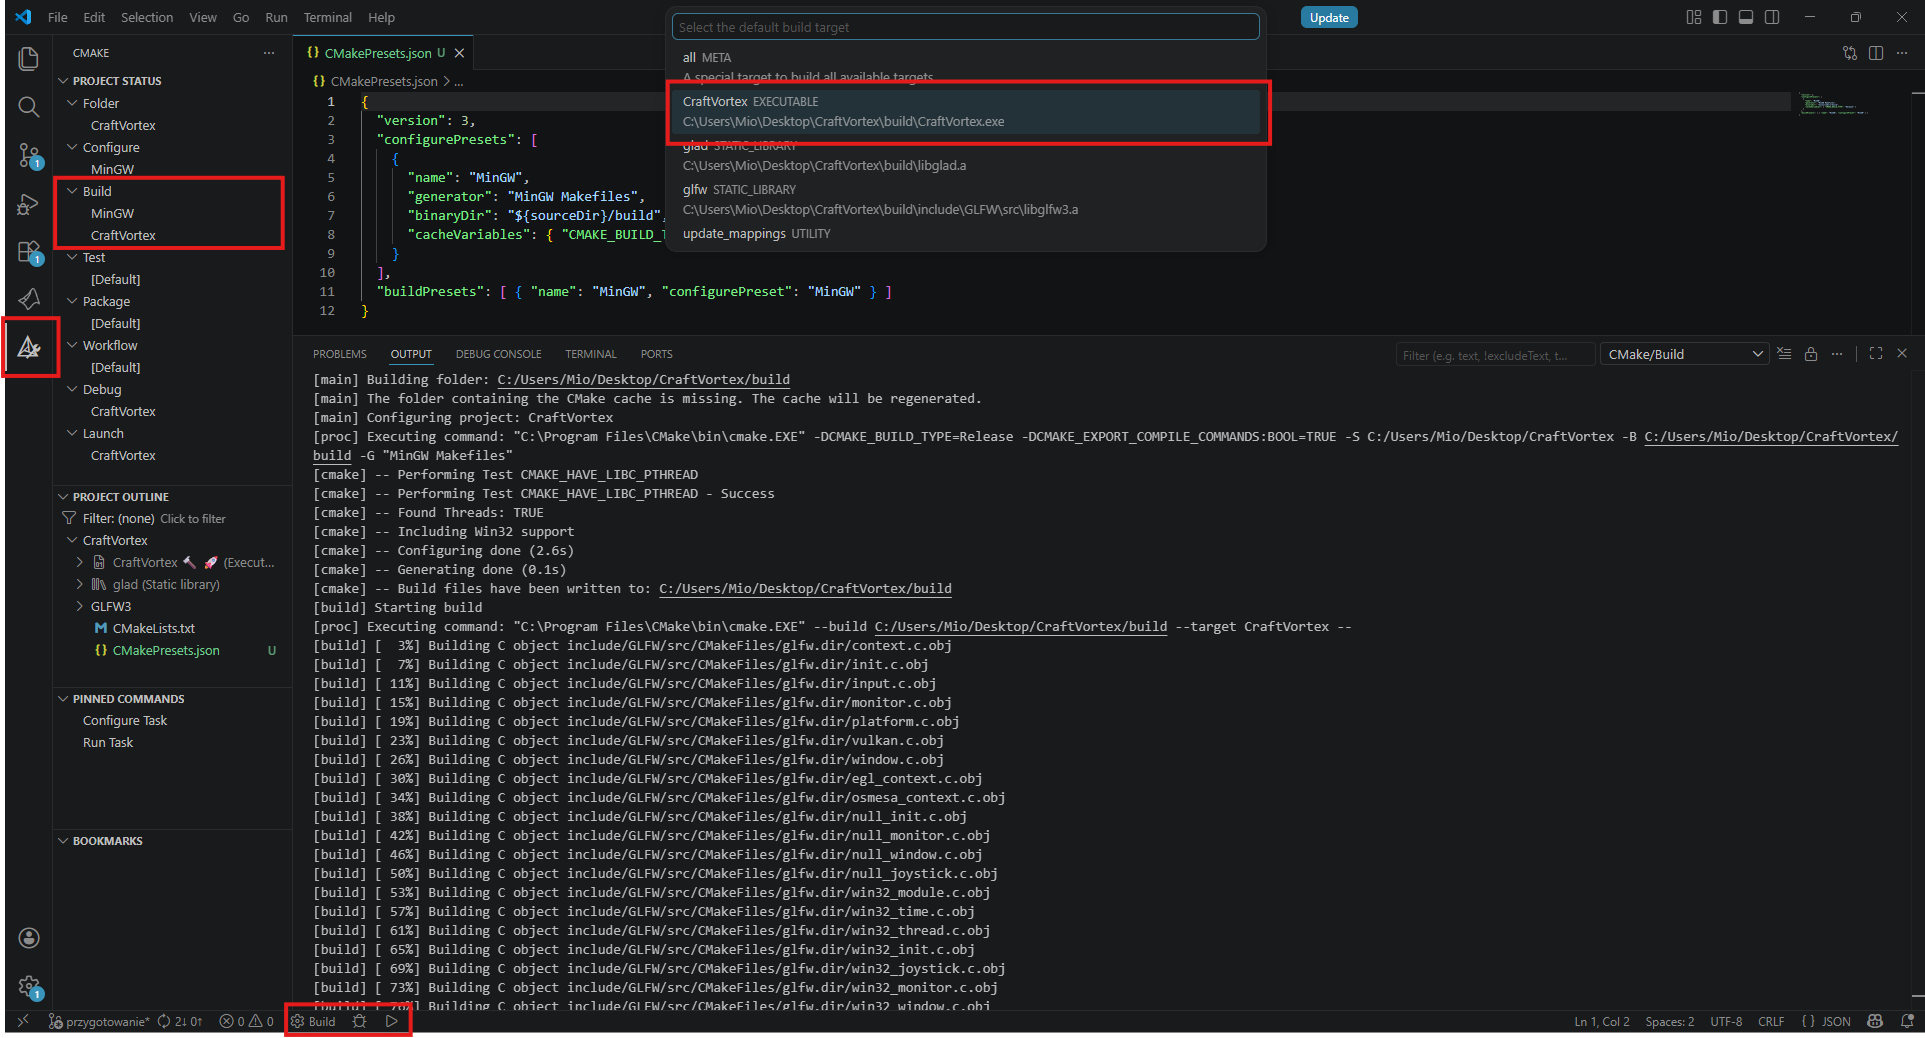 File Edit Selection View Go Run Terminal Help
Select the default build target
Update
all META
A special target to build all available targets
CraftVortex EXECUTABLE
C:\Users\Mio\Desktop\CraftVortex\build\CraftVortex.exe
glad STATIC_LIBRARY
C:\Users\Mio\Desktop\CraftVortex\build\libglad.a
glfw STATIC_LIBRARY
C:\Users\Mio\Desktop\CraftVortex\build\include\GLFW\src\libglfw3.a
update_mappings UTILITY
CMAKE
PROJECT STATUS
Folder
CraftVortex
Configure
MinGW
Build
MinGW
CraftVortex
Test
[Default]
Package
[Default]
Workflow
[Default]
Debug
CraftVortex
Launch
CraftVortex
PROJECT OUTLINE
Filter: (none) Click to filter
CraftVortex
CraftVortex (Execut...
glad (Static library)
GLFW3
CMakeLists.txt
{} CMakePresets.json U
PINNED COMMANDS
Configure Task
Run Task
BOOKMARKS
1
1
1
{} CMakePresets.json U
{} CMakePresets.json > ...
1 {
2 "version": 3,
3 "configurePresets": [
4 {
5 "name": "MinGW",
6 "generator": "MinGW Makefiles",
7 "binaryDir": "${sourceDir}/build",
8 "cacheVariables": { "CMAKE_BUILD_
9 }
10 ],
11 "buildPresets": [ { "name": "MinGW", "configurePreset": "MinGW" } ]
12 }
PROBLEMS OUTPUT DEBUG CONSOLE TERMINAL PORTS
Filter (e.g. text, !excludeText, t...
CMake/Build
[main] Building folder: C:/Users/Mio/Desktop/CraftVortex/build
[main] The folder containing the CMake cache is missing. The cache will be regenerated.
[main] Configuring project: CraftVortex
[proc] Executing command: "C:\Program Files\CMake\bin\cmake.EXE" -DCMAKE_BUILD_TYPE=Release -DCMAKE_EXPORT_COMPILE_COMMANDS:BOOL=TRUE -S C:/Users/Mio/Desktop/CraftVortex -B C:/Users/Mio/Desktop/CraftVortex/
build -G "MinGW Makefiles"
[cmake] -- Performing Test CMAKE_HAVE_LIBC_PTHREAD
[cmake] -- Performing Test CMAKE_HAVE_LIBC_PTHREAD - Success
[cmake] -- Found Threads: TRUE
[cmake] -- Including Win32 support
[cmake] -- Configuring done (2.6s)
[cmake] -- Generating done (0.1s)
[cmake] -- Build files have been written to: C:/Users/Mio/Desktop/CraftVortex/build
[build] Starting build
[proc] Executing command: "C:\Program Files\CMake\bin\cmake.EXE" --build C:/Users/Mio/Desktop/CraftVortex/build --target CraftVortex --
[build] [ 3%] Building C object include/GLFW/src/CMakeFiles/glfw.dir/context.c.obj
[build] [ 7%] Building C object include/GLFW/src/CMakeFiles/glfw.dir/init.c.obj
[build] [ 11%] Building C object include/GLFW/src/CMakeFiles/glfw.dir/input.c.obj
[build] [ 15%] Building C object include/GLFW/src/CMakeFiles/glfw.dir/monitor.c.obj
[build] [ 19%] Building C object include/GLFW/src/CMakeFiles/glfw.dir/platform.c.obj
[build] [ 23%] Building C object include/GLFW/src/CMakeFiles/glfw.dir/vulkan.c.obj
[build] [ 26%] Building C object include/GLFW/src/CMakeFiles/glfw.dir/window.c.obj
[build] [ 30%] Building C object include/GLFW/src/CMakeFiles/glfw.dir/egl_context.c.obj
[build] [ 34%] Building C object include/GLFW/src/CMakeFiles/glfw.dir/osmesa_context.c.obj
[build] [ 38%] Building C object include/GLFW/src/CMakeFiles/glfw.dir/null_init.c.obj
[build] [ 42%] Building C object include/GLFW/src/CMakeFiles/glfw.dir/null_monitor.c.obj
[build] [ 46%] Building C object include/GLFW/src/CMakeFiles/glfw.dir/null_window.c.obj
[build] [ 50%] Building C object include/GLFW/src/CMakeFiles/glfw.dir/null_joystick.c.obj
[build] [ 53%] Building C object include/GLFW/src/CMakeFiles/glfw.dir/win32_module.c.obj
[build] [ 57%] Building C object include/GLFW/src/CMakeFiles/glfw.dir/win32_time.c.obj
[build] [ 61%] Building C object include/GLFW/src/CMakeFiles/glfw.dir/win32_thread.c.obj
[build] [ 65%] Building C object include/GLFW/src/CMakeFiles/glfw.dir/win32_init.c.obj
[build] [ 69%] Building C object include/GLFW/src/CMakeFiles/glfw.dir/win32_joystick.c.obj
[build] [ 73%] Building C object include/GLFW/src/CMakeFiles/glfw.dir/win32_monitor.c.obj
[build] [ 76%] Building C object include/GLFW/src/CMakeFiles/glfw.dir/win32_window.c.obj
przygotowanie* 2↓ 0↑ 0 0 Build
Ln 1, Col 2 Spaces: 2 UTF-8 CRLF {} JSON